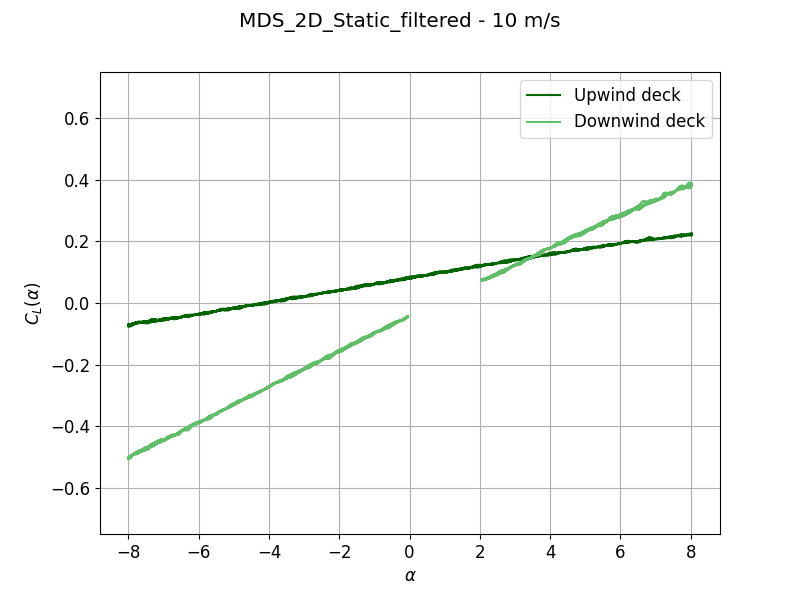 MDS_2D_Static_filtered - 10 m/s
Upwind deck
Downwind deck
0.6
0.4
0.2
0.0
−0.2
−0.4
−0.6
C_L(α)
−8 −6 −4 −2 0 2 4 6 8
α